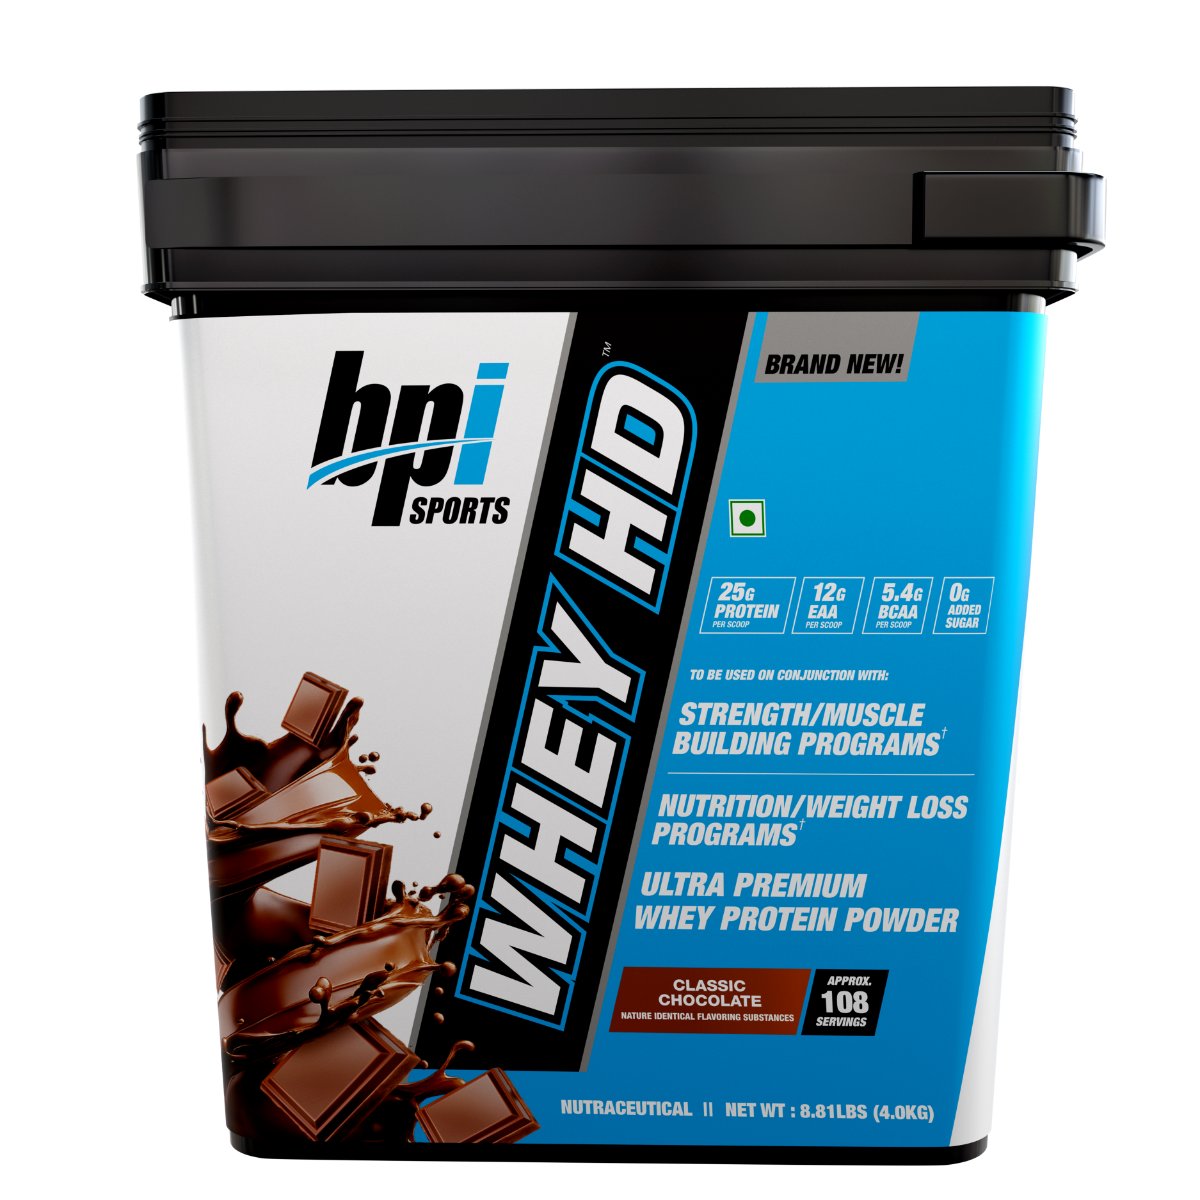 bpi
SPORTS
WHEY HD™
BRAND NEW!
25G
PROTEIN
PER SCOOP
12G
EAA
PER SCOOP
5.4G
BCAA
PER SCOOP
0G
ADDED
SUGAR
TO BE USED ON CONJUNCTION WITH:
STRENGTH/MUSCLE
BUILDING PROGRAMS†
NUTRITION/WEIGHT LOSS
PROGRAMS†
ULTRA PREMIUM
WHEY PROTEIN POWDER
CLASSIC
CHOCOLATE
NATURE IDENTICAL FLAVORING SUBSTANCES
APPROX.
108
SERVINGS
NUTRACEUTICAL || NET WT : 8.81LBS (4.0KG)